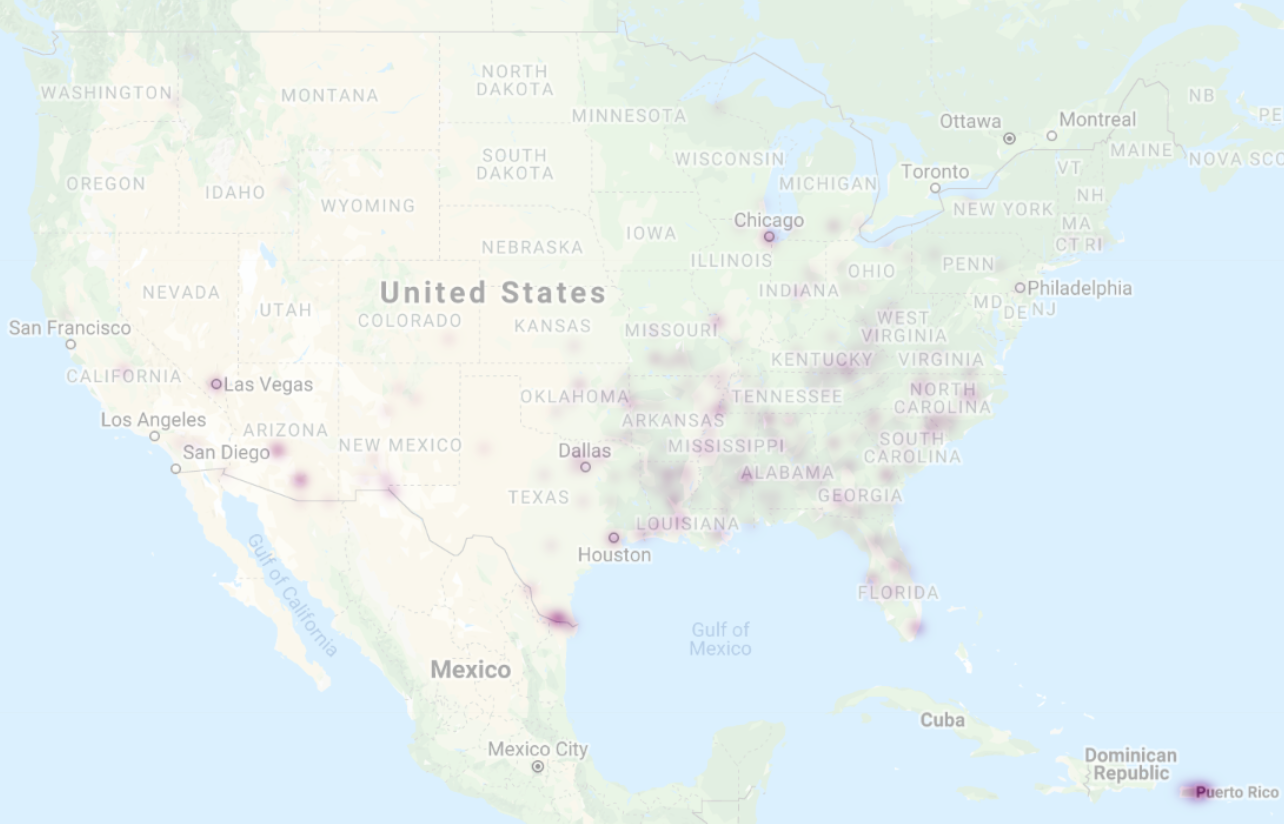 NORTH
DAKOTA
WASHINGTON
MONTANA
MINNESOTA
NB
PE
Ottawa
Montreal
MAINE
NOVA SCO
SOUTH
DAKOTA
WISCONSIN
VT
OREGON
IDAHO
MICHIGAN
Toronto
NH
WYOMING
NEW YORK
Chicago
MA
IOWA
CT RI
NEBRASKA
ILLINOIS
OHIO
PENN
NEVADA
United States
INDIANA
Philadelphia
MD
DE
NJ
UTAH
COLORADO
KANSAS
MISSOURI
WEST
VIRGINIA
San Francisco
KENTUCKY
VIRGINIA
CALIFORNIA
Las Vegas
OKLAHOMA
TENNESSEE
NORTH
CAROLINA
Los Angeles
ARIZONA
NEW MEXICO
ARKANSAS
MISSISSIPPI
SOUTH
CAROLINA
San Diego
Dallas
ALABAMA
TEXAS
GEORGIA
LOUISIANA
Houston
Gulf of California
FLORIDA
Gulf of
Mexico
Mexico
Cuba
Mexico City
Dominican
Republic
Puerto Rico